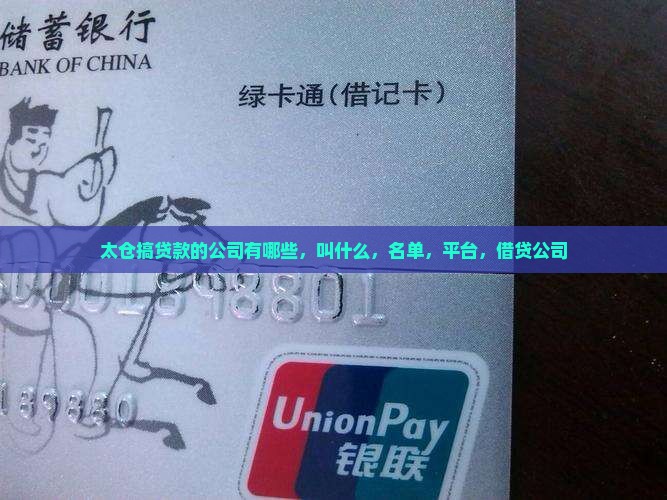 储蓄银行
BANK OF CHINA
绿卡通(借记卡)
太仓搞贷款的公司有哪些，叫什么，名单，平台，借贷公司
898801
UnionPay
银联